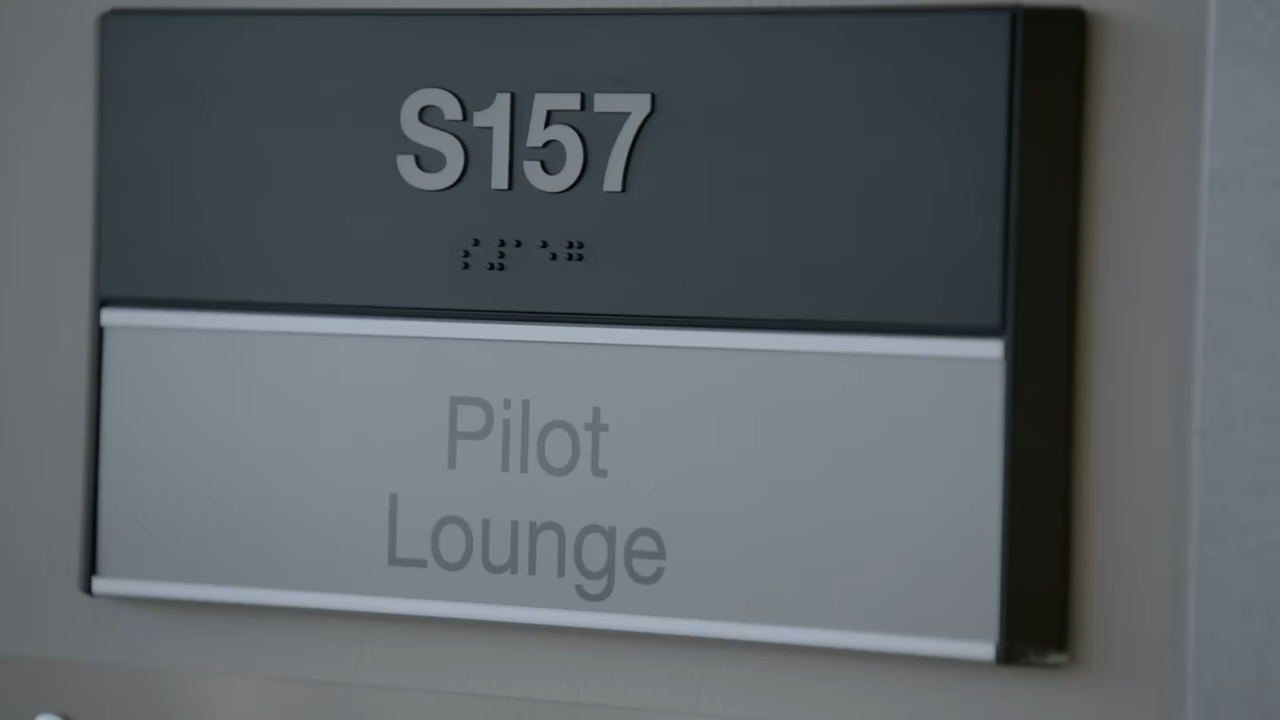 S157
⠎⠼⠁⠑⠛
Pilot
Lounge